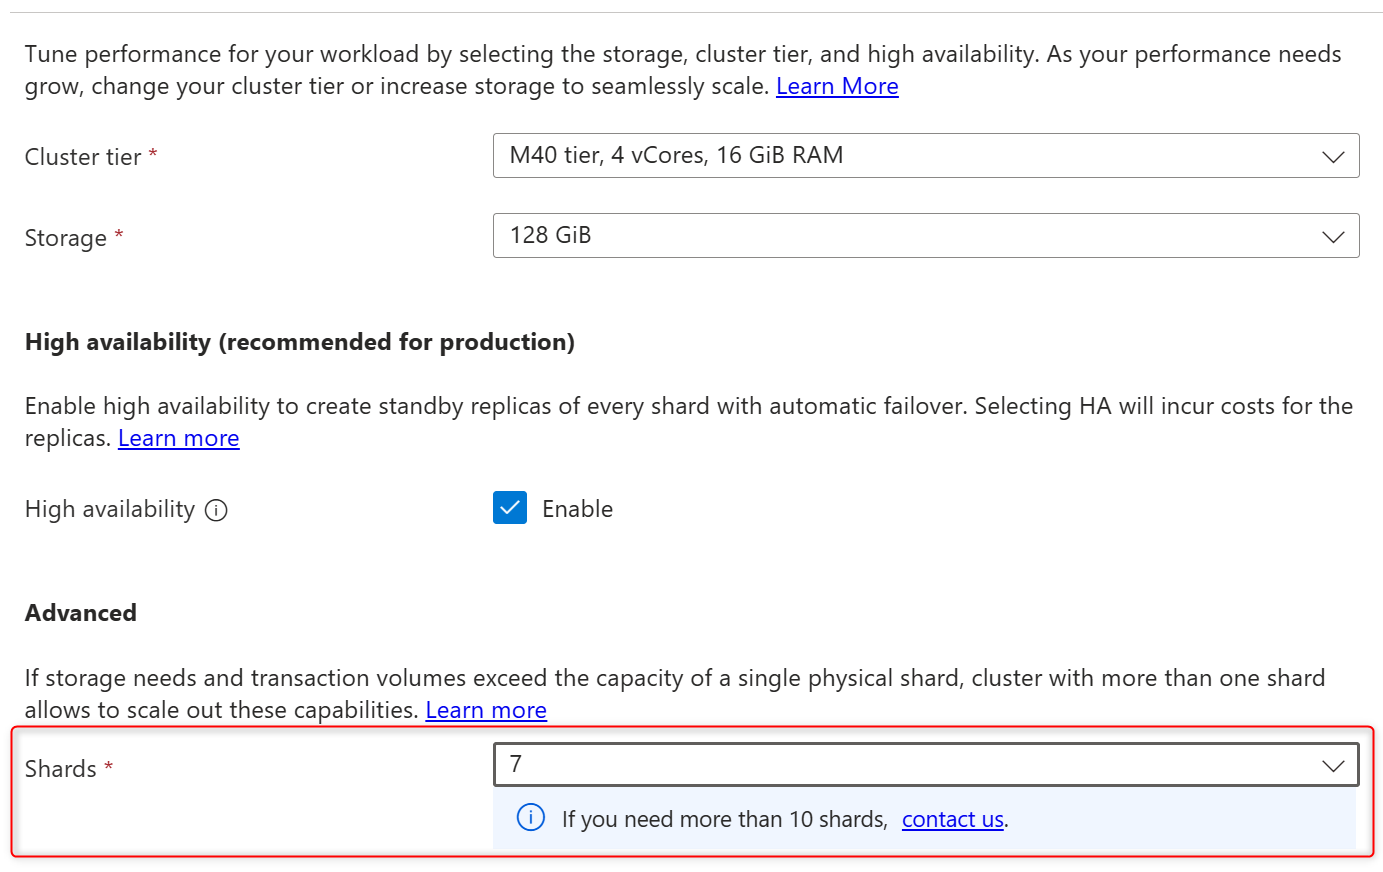 Tune performance for your workload by selecting the storage, cluster tier, and high availability. As your performance needs
grow, change your cluster tier or increase storage to seamlessly scale. Learn More
Cluster tier * M40 tier, 4 vCores, 16 GiB RAM
Storage * 128 GiB
High availability (recommended for production)
Enable high availability to create standby replicas of every shard with automatic failover. Selecting HA will incur costs for the
replicas. Learn more
High availability Enable
Advanced
If storage needs and transaction volumes exceed the capacity of a single physical shard, cluster with more than one shard
allows to scale out these capabilities. Learn more
Shards * 7
If you need more than 10 shards, contact us.